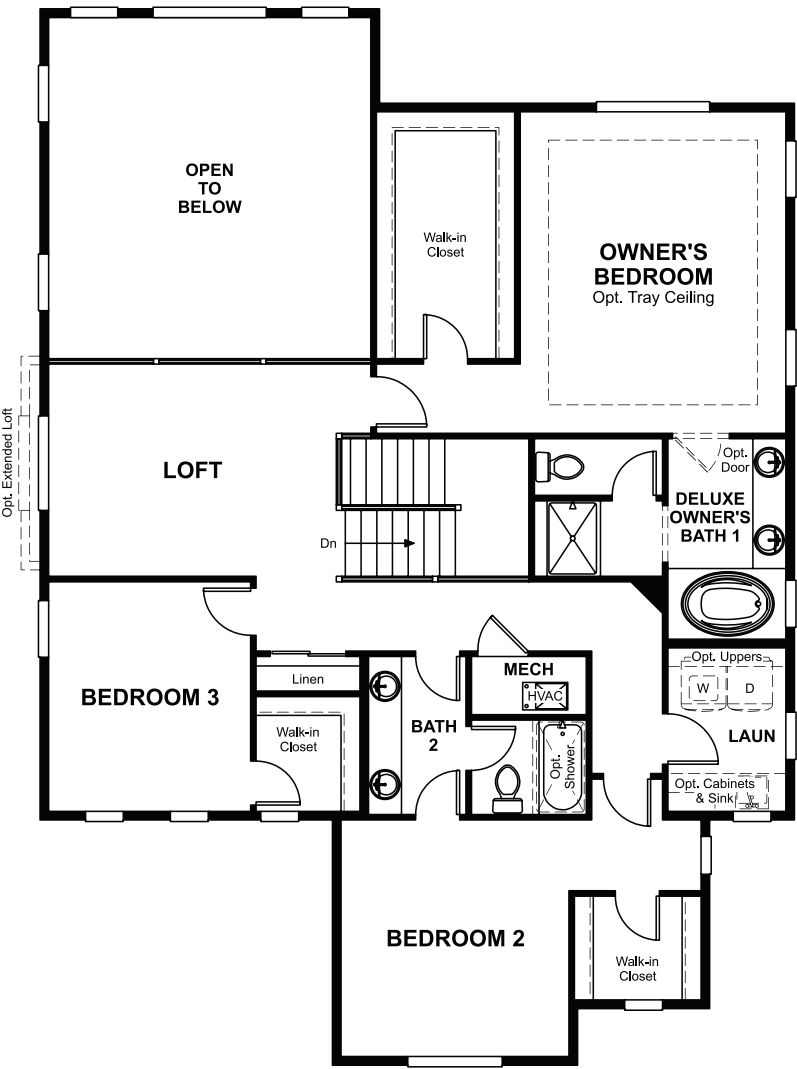 OPEN
TO
BELOW
Walk-in
Closet
OWNER'S
BEDROOM
Opt. Tray Ceiling
Opt. Extended Loft
LOFT
Dn
Opt.
Door
DELUXE
OWNER'S
BATH 1
BEDROOM 3
Linen
Walk-in
Closet
BATH
2
MECH
HVAC
Opt.
Shower
Opt. Uppers
W
D
LAUN
Opt. Cabinets
& Sink
BEDROOM 2
Walk-in
Closet